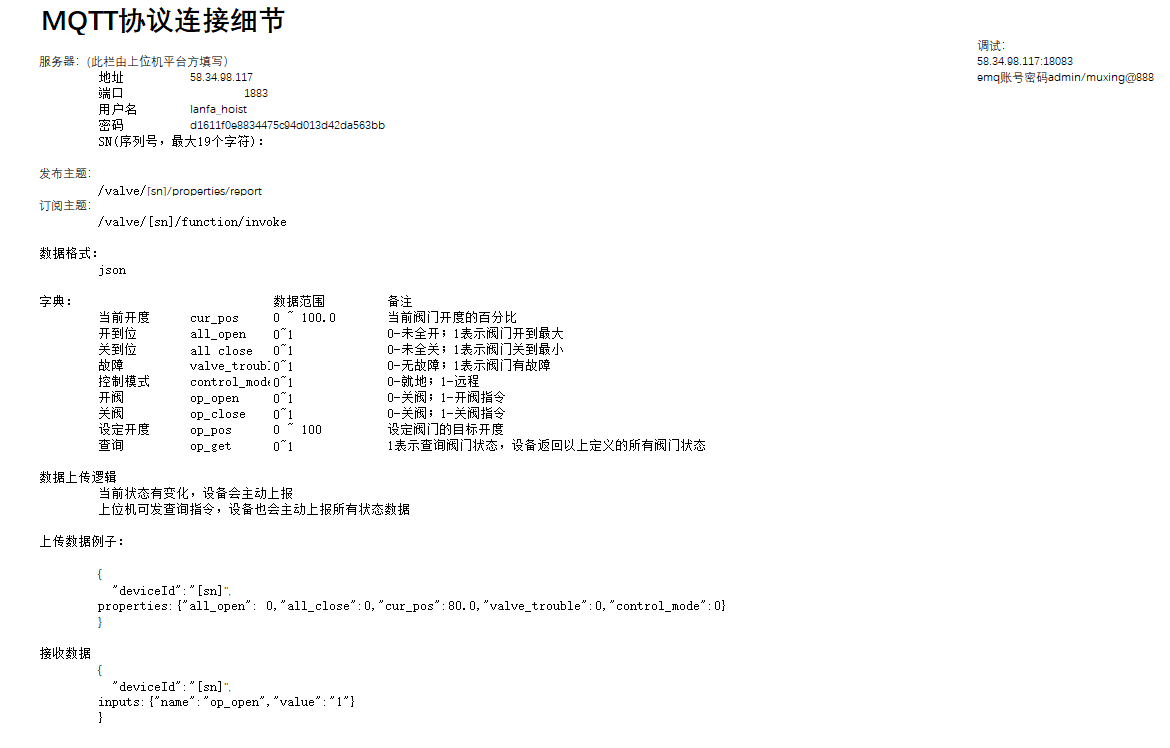 MQTT协议连接细节
调试：
服务器：(此栏由上位机平台方填写)
58.34.98.117:18083
地址 58.34.98.117
emq账号密码admin/muxing@888
端口 1883
用户名 lanfa_hoist
密码 d1611f0e8834475c94d013d42da563bb
SN(序列号，最大19个字符)：
发布主题：
/valve/[sn]/properties/report
订阅主题：
/valve/[sn]/function/invoke
数据格式：
json
字典： 数据范围 备注
当前开度 cur_pos 0 ~ 100.0 当前阀门开度的百分比
开到位 all_open 0~1 0-未全开；1表示阀门开到最大
关到位 all_close 0~1 0-未全关；1表示阀门关到最小
故障 valve_troubl 0~1 0-无故障；1表示阀门有故障
控制模式 control_mode 0~1 0-就地；1-远程
开阀 op_open 0~1 0-关阀；1-开阀指令
关阀 op_close 0~1 0-关阀；1-关阀指令
设定开度 op_pos 0 ~ 100 设定阀门的目标开度
查询 op_get 0~1 1表示查询阀门状态，设备返回以上定义的所有阀门状态
数据上传逻辑
当前状态有变化，设备会主动上报
上位机可发查询指令，设备也会主动上报所有状态数据
上传数据例子：
{
"deviceId":"[sn]",
properties:{"all_open": 0,"all_close":0,"cur_pos":80.0,"valve_trouble":0,"control_mode":0}
}
接收数据
{
"deviceId":"[sn]",
inputs:{"name":"op_open","value":"1"}
}